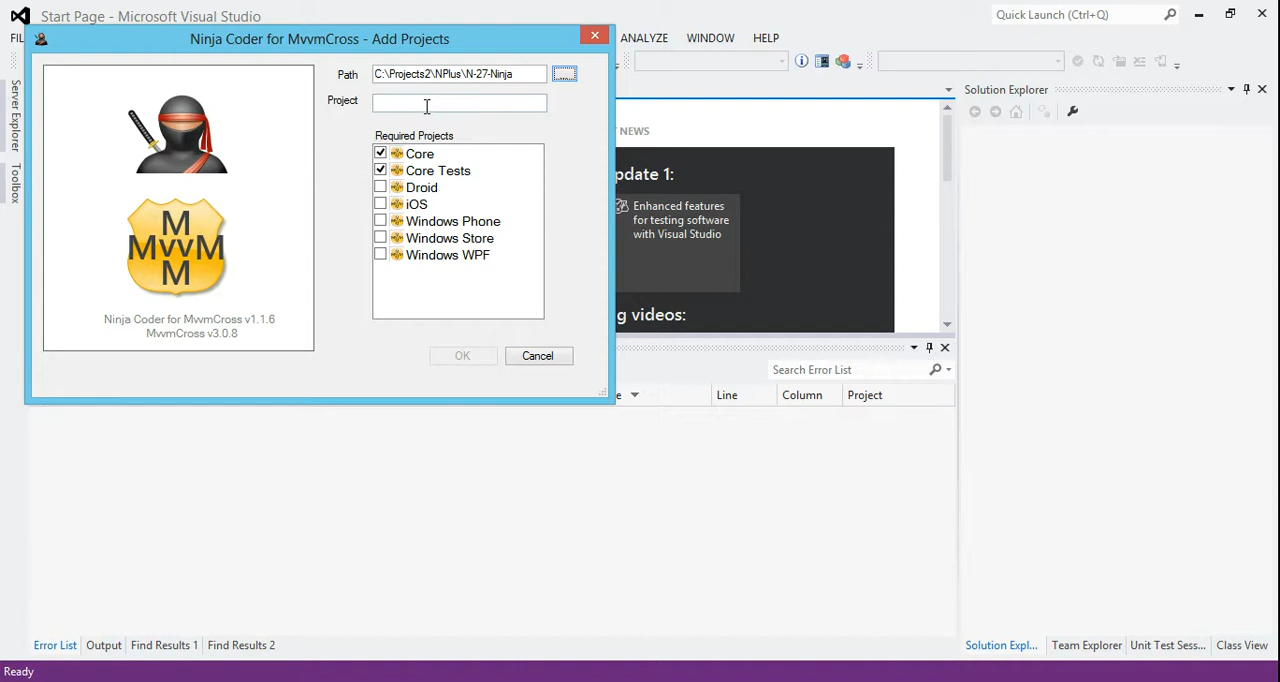 Start Page - Microsoft Visual Studio
Quick Launch (Ctrl+Q)
Ninja Coder for MvvmCross - Add Projects
ANALYZE WINDOW HELP
Server Explorer
Toolbox
Path C:\Projects2\NPlus\N-27-Ninja ...
Project
Required Projects
Core
Core Tests
Droid
iOS
Windows Phone
Windows Store
Windows WPF
M
MvvM
M
Ninja Coder for MvvmCross v1.1.6
MvvmCross v3.0.8
OK Cancel
NEWS
pdate 1:
Enhanced features
for testing software
with Visual Studio
g videos:
Solution Explorer
Search Error List
Line Column Project
Error List Output Find Results 1 Find Results 2
Solution Expl... Team Explorer Unit Test Sess... Class View
Ready